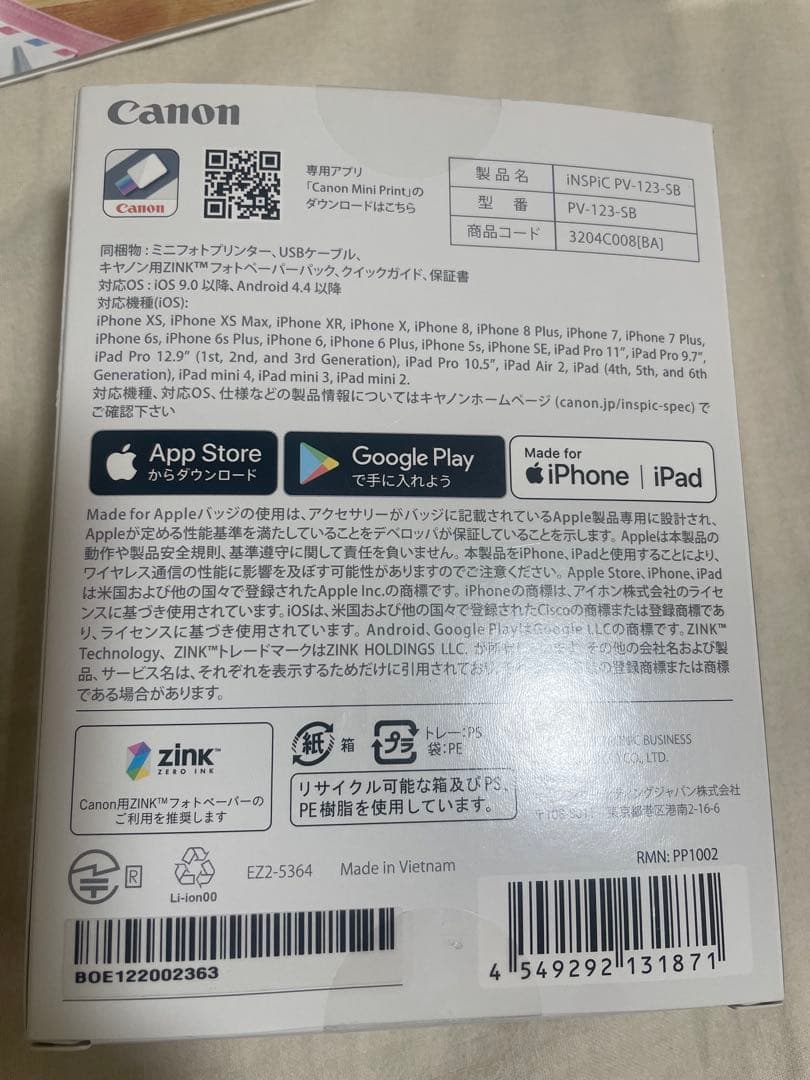 Canon
Canon
専用アプリ
「Canon Mini Print」の
ダウンロードはこちら
製品名 iNSPiC PV-123-SB
型 番 PV-123-SB
商品コード 3204C008[BA]
同梱物：ミニフォトプリンター、USBケーブル、
キヤノン用ZINK™フォトペーパーパック、クイックガイド、保証書
対応OS：iOS 9.0 以降、Android 4.4 以降
対応機種(iOS):
iPhone XS, iPhone XS Max, iPhone XR, iPhone X, iPhone 8, iPhone 8 Plus, iPhone 7, iPhone 7 Plus,
iPhone 6s, iPhone 6s Plus, iPhone 6, iPhone 6 Plus, iPhone 5s, iPhone SE, iPad Pro 11", iPad Pro 9.7",
iPad Pro 12.9" (1st, 2nd, and 3rd Generation), iPad Pro 10.5", iPad Air 2, iPad (4th, 5th, and 6th
Generation), iPad mini 4, iPad mini 3, iPad mini 2.
対応機種、対応OS、仕様などの製品情報についてはキヤノンホームページ (canon.jp/inspic-spec) で
ご確認下さい
App Store
からダウンロード
Google Play
で手に入れよう
Made for
iPhone | iPad
Made for Appleバッジの使用は、アクセサリーがバッジに記載されているApple製品専用に設計され、
Appleが定める性能基準を満たしていることをデベロッパが保証していることを示します。Appleは本製品の
動作や製品安全規則、基準遵守に関して責任を負いません。本製品をiPhone、iPadと使用することにより、
ワイヤレス通信の性能に影響を及ぼす可能性がありますのでご注意ください。Apple Store、iPhone、iPad
は米国および他の国々で登録されたApple Inc.の商標です。iPhoneの商標は、アイホン株式会社のライセ
ンスに基づき使用されています。iOSは、米国および他の国々で登録されたCiscoの商標または登録商標であ
り、ライセンスに基づき使用されています。Android、Google PlayはGoogle LLCの商標です。ZINK™
Technology、ZINK™トレードマークはZINK HOLDINGS LLC. が その他の会社名および製
品、サービス名は、それぞれを表示するためだけに引用されており、 の登録商標または商標
である場合があります。
ZINK™
ZERO INK
Canon用ZINK™フォトペーパーの
ご利用を推奨します
紙 箱
プラ トレー:PS
袋:PE
リサイクル可能な箱及びPS、
PE樹脂を使用しています。
BUSINESS
CO., LTD.
ティングジャパン株式会社
東京都港区港南2-16-6
R
Li-ion00
EZ2-5364
Made in Vietnam
RMN: PP1002
BOE122002363
4 549292 131871